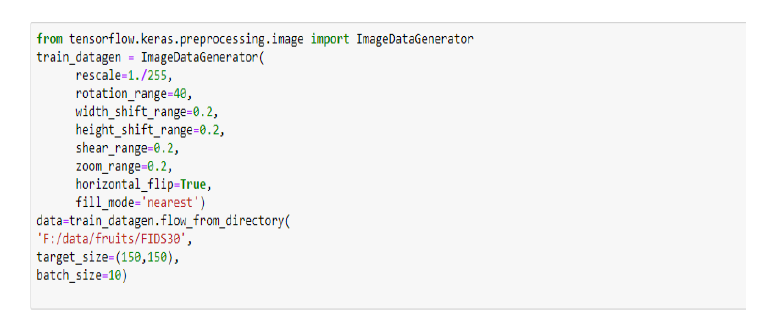 from tensorflow.keras.preprocessing.image import ImageDataGenerator
train_datagen = ImageDataGenerator(
rescale=1./255,
rotation_range=40,
width_shift_range=0.2,
height_shift_range=0.2,
shear_range=0.2,
zoom_range=0.2,
horizontal_flip=True,
fill_mode='nearest')
data=train_datagen.flow_from_directory(
'F:/data/fruits/FIDS30',
target_size=(150,150),
batch_size=10)